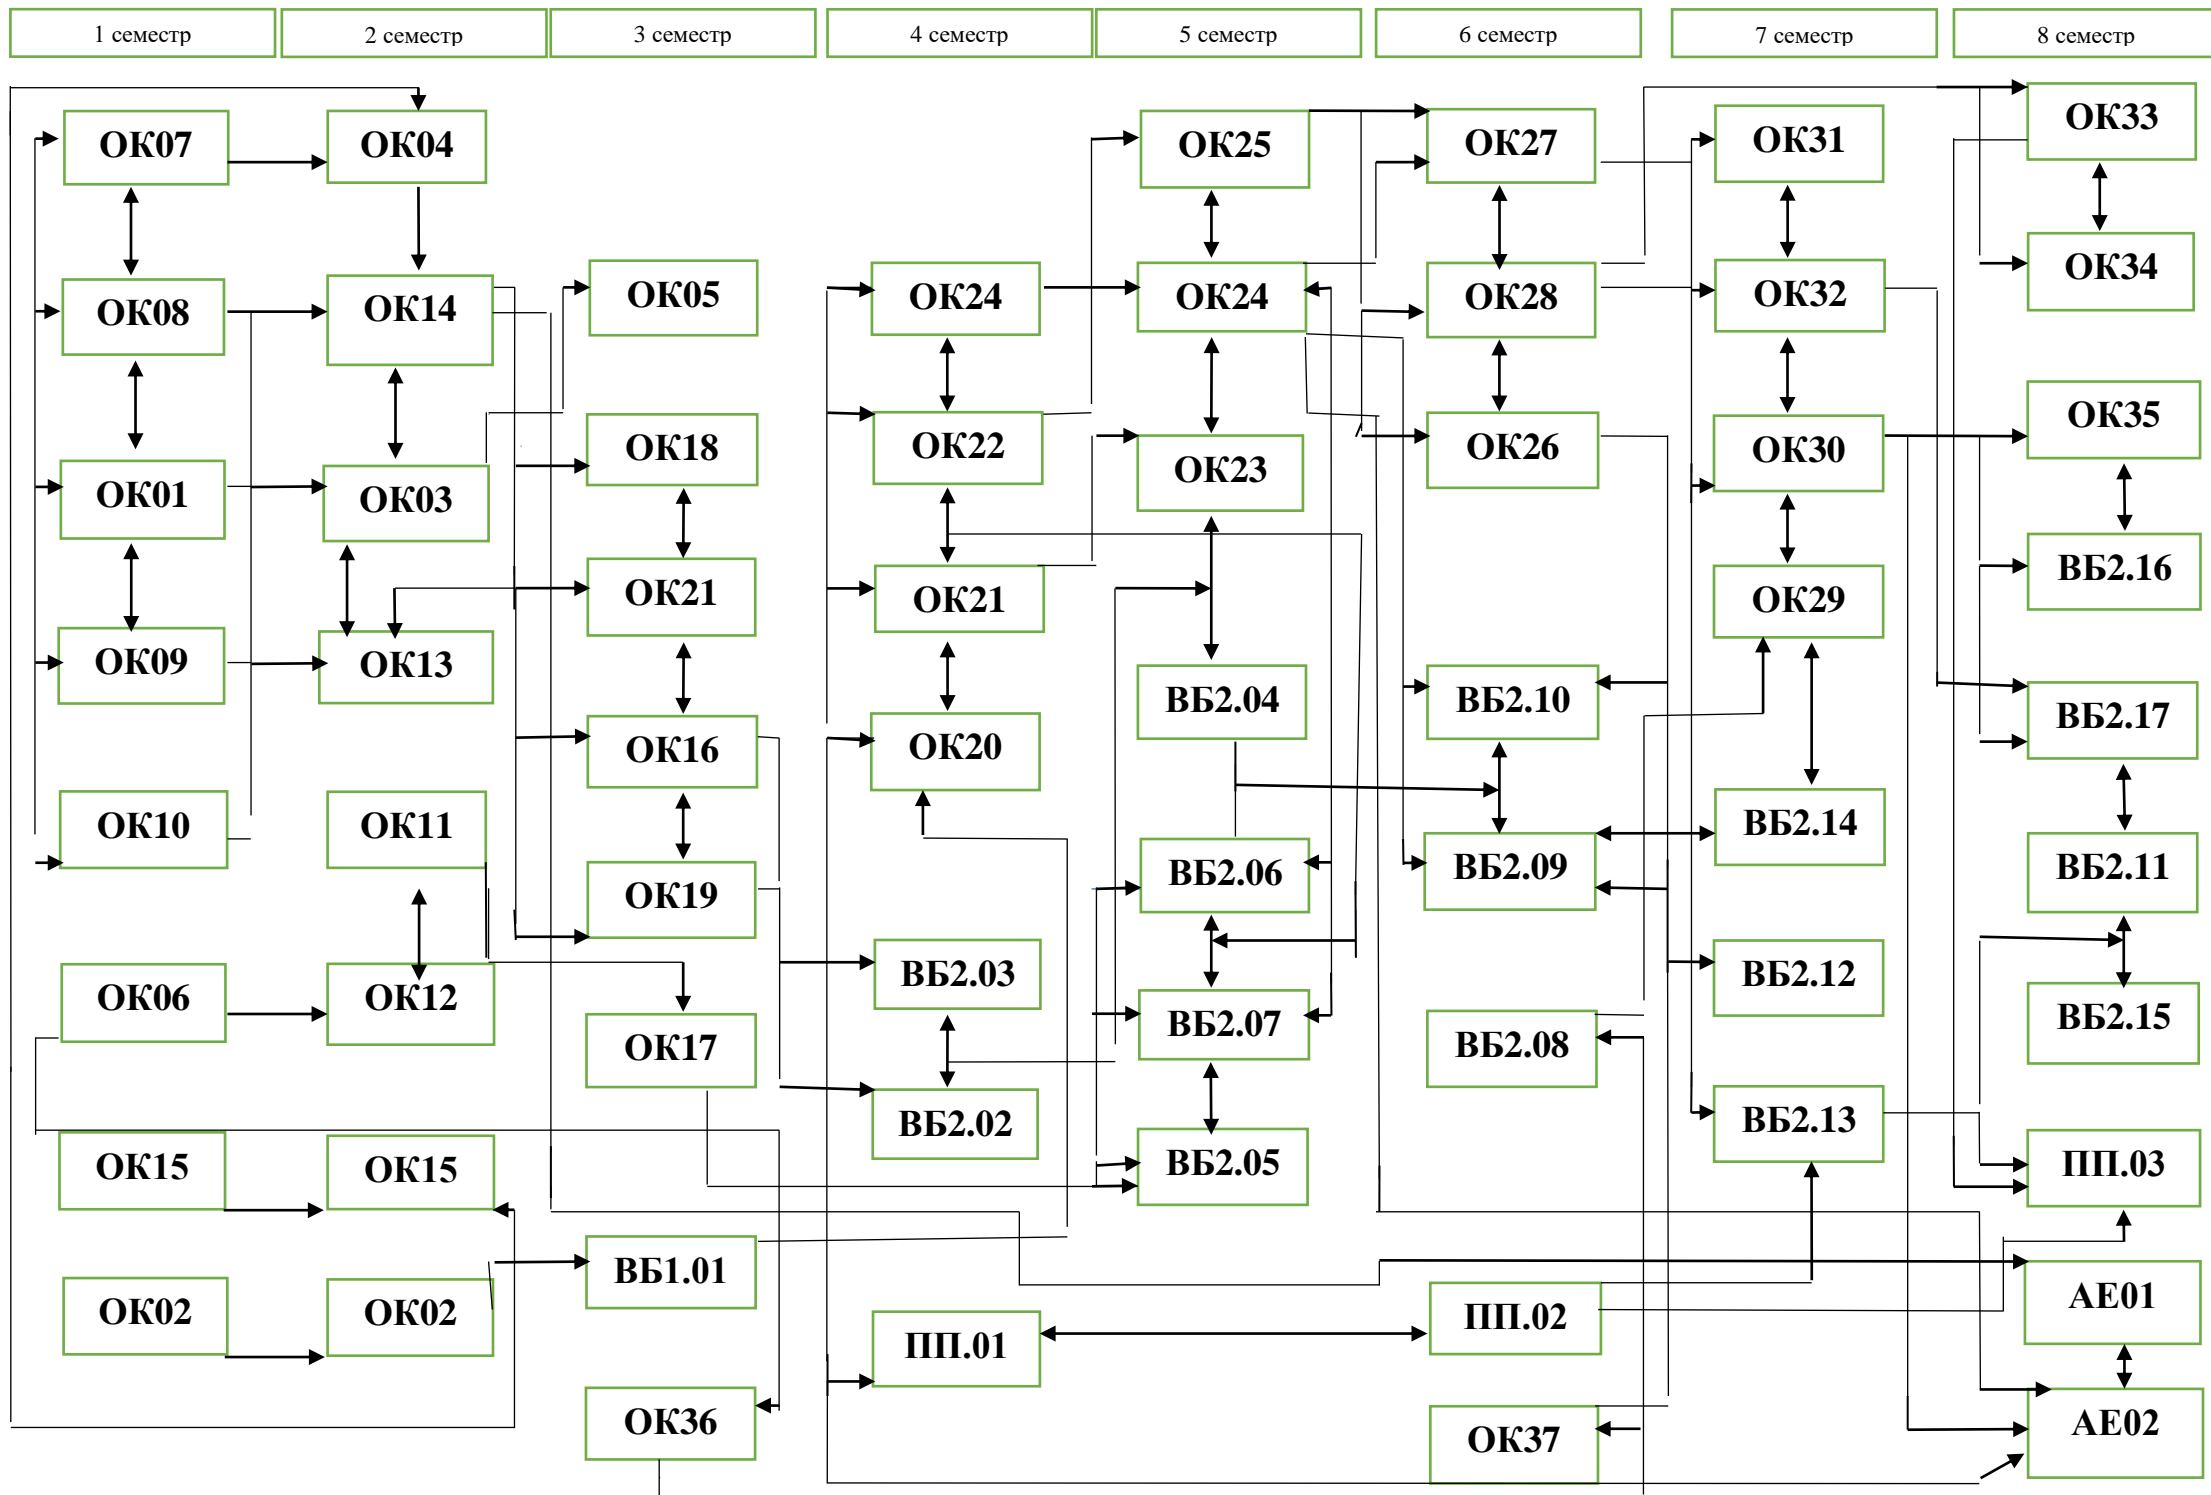 1 семестр
2 семестр
3 семестр
4 семестр
5 семестр
6 семестр
7 семестр
8 семестр
ОК07
ОК08
ОК01
ОК09
ОК10
ОК06
ОК15
ОК02
ОК04
ОК14
ОК03
ОК13
ОК11
ОК12
ОК15
ОК02
ОК05
ОК18
ОК21
ОК16
ОК19
ОК17
ВБ1.01
ОК36
ОК24
ОК22
ОК21
ОК20
ВБ2.03
ВБ2.02
ПП.01
ОК25
ОК24
ОК23
ВБ2.04
ВБ2.06
ВБ2.07
ВБ2.05
ОК27
ОК28
ОК26
ВБ2.10
ВБ2.09
ВБ2.08
ПП.02
ОК37
ОК31
ОК32
ОК30
ОК29
ВБ2.14
ВБ2.12
ВБ2.13
ОК33
ОК34
ОК35
ВБ2.16
ВБ2.17
ВБ2.11
ВБ2.15
ПП.03
АЕ01
АЕ02